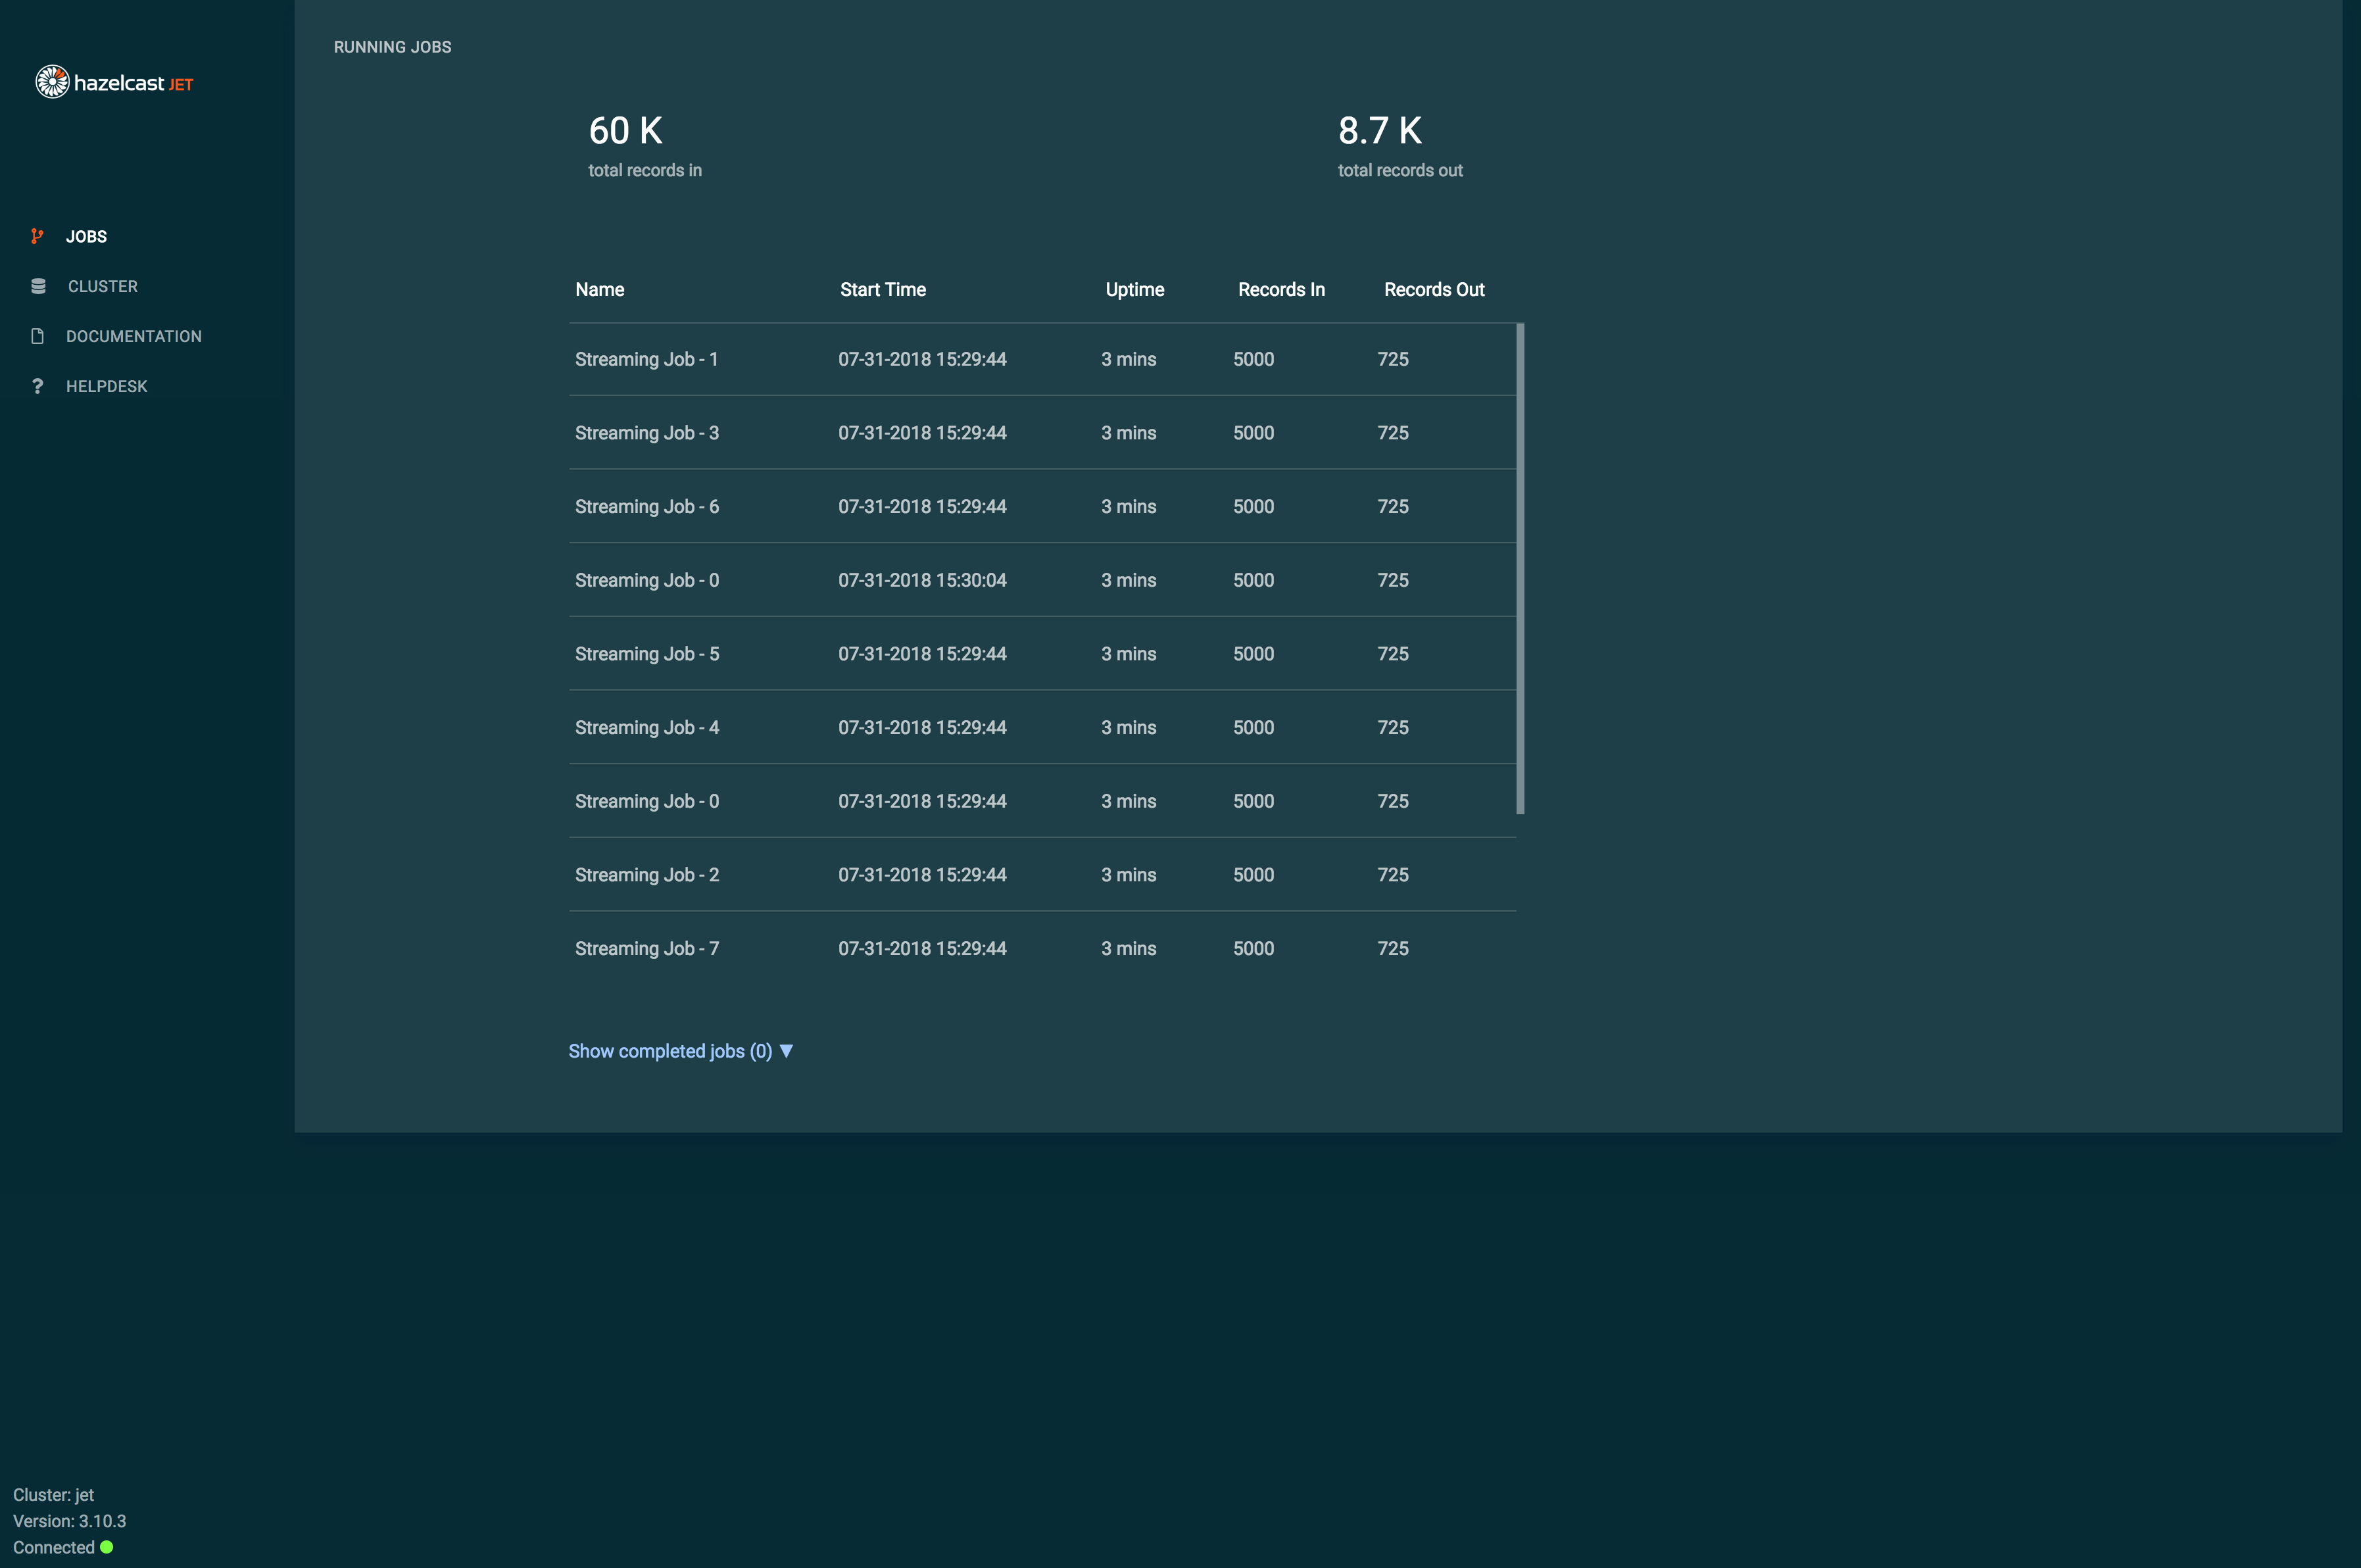 hazelcast JET
JOBS
CLUSTER
DOCUMENTATION
HELPDESK
RUNNING JOBS
60 K 8.7 K
total records in total records out
Name Start Time Uptime Records In Records Out
Streaming Job - 1 07-31-2018 15:29:44 3 mins 5000 725
Streaming Job - 3 07-31-2018 15:29:44 3 mins 5000 725
Streaming Job - 6 07-31-2018 15:29:44 3 mins 5000 725
Streaming Job - 0 07-31-2018 15:30:04 3 mins 5000 725
Streaming Job - 5 07-31-2018 15:29:44 3 mins 5000 725
Streaming Job - 4 07-31-2018 15:29:44 3 mins 5000 725
Streaming Job - 0 07-31-2018 15:29:44 3 mins 5000 725
Streaming Job - 2 07-31-2018 15:29:44 3 mins 5000 725
Streaming Job - 7 07-31-2018 15:29:44 3 mins 5000 725
Show completed jobs (0) ▼
Cluster: jet
Version: 3.10.3
Connected